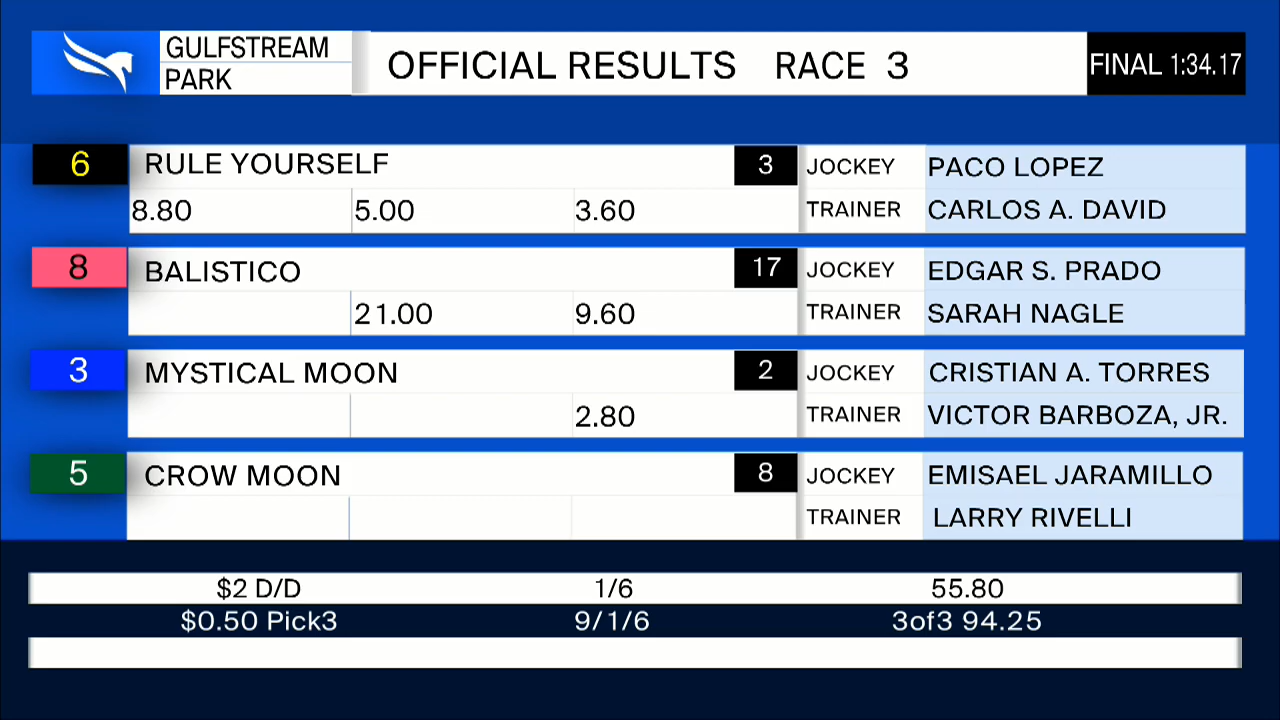 GULFSTREAM
PARK
OFFICIAL RESULTS RACE 3
FINAL 1:34.17
6 RULE YOURSELF 3 JOCKEY PACO LOPEZ
8.80 5.00 3.60 TRAINER CARLOS A. DAVID
8 BALISTICO 17 JOCKEY EDGAR S. PRADO
21.00 9.60 TRAINER SARAH NAGLE
3 MYSTICAL MOON 2 JOCKEY CRISTIAN A. TORRES
2.80 TRAINER VICTOR BARBOZA, JR.
5 CROW MOON 8 JOCKEY EMISAEL JARAMILLO
TRAINER LARRY RIVELLI
$2 D/D 1/6 55.80
$0.50 Pick3 9/1/6 3of3 94.25